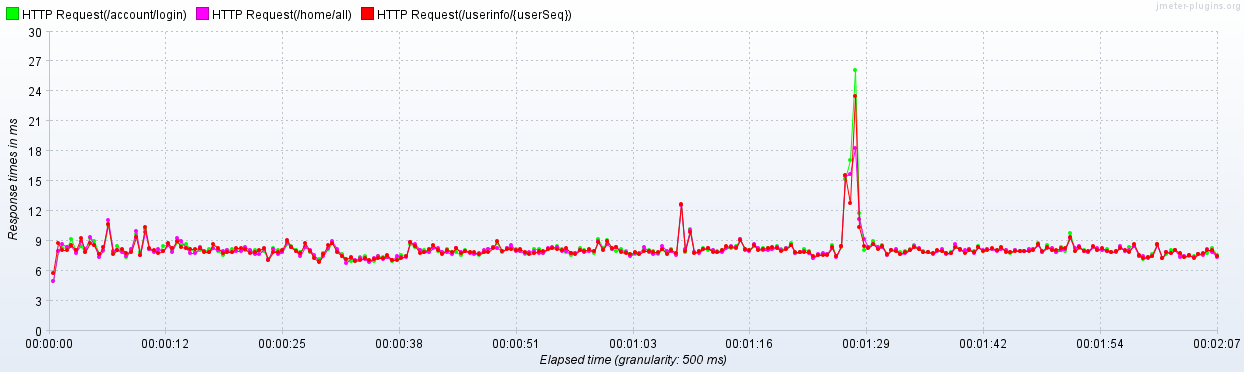 HTTP Request(/account/login) HTTP Request(/home/all) HTTP Request(/userinfo/{userSeq})
jmeter-plugins.org
30
27
24
21
18
15
12
9
6
3
0
Response times in ms
00:00:00 00:00:12 00:00:25 00:00:38 00:00:51 00:01:03 00:01:16 00:01:29 00:01:42 00:01:54 00:02:07
Elapsed time (granularity: 500 ms)